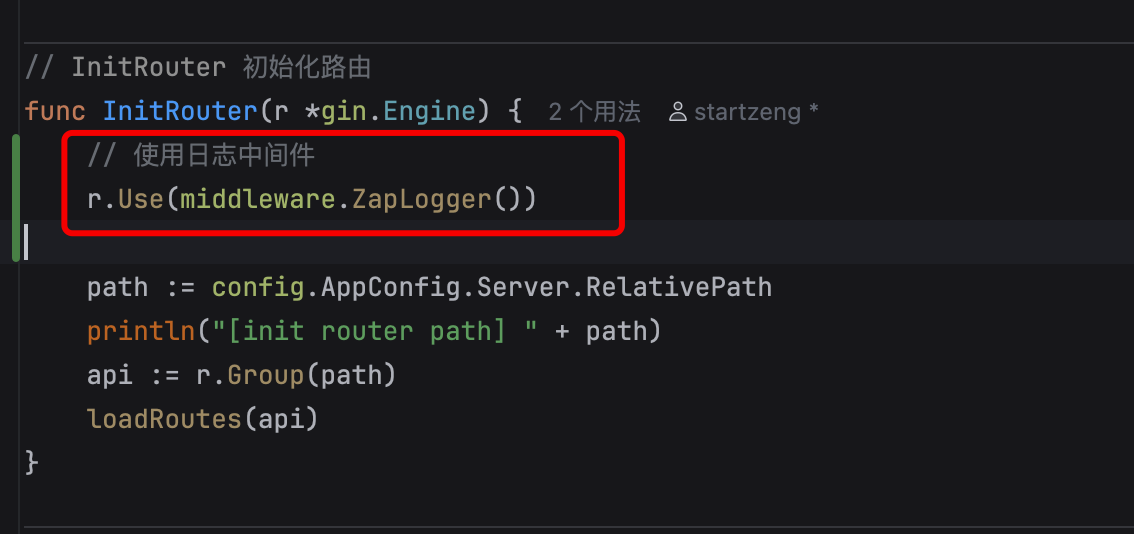 // InitRouter 初始化路由
func InitRouter(r *gin.Engine) { 2 个用法 startzeng *
// 使用日志中间件
r.Use(middleware.ZapLogger())
path := config.AppConfig.Server.RelativePath
println("[init router path] " + path)
api := r.Group(path)
loadRoutes(api)
}